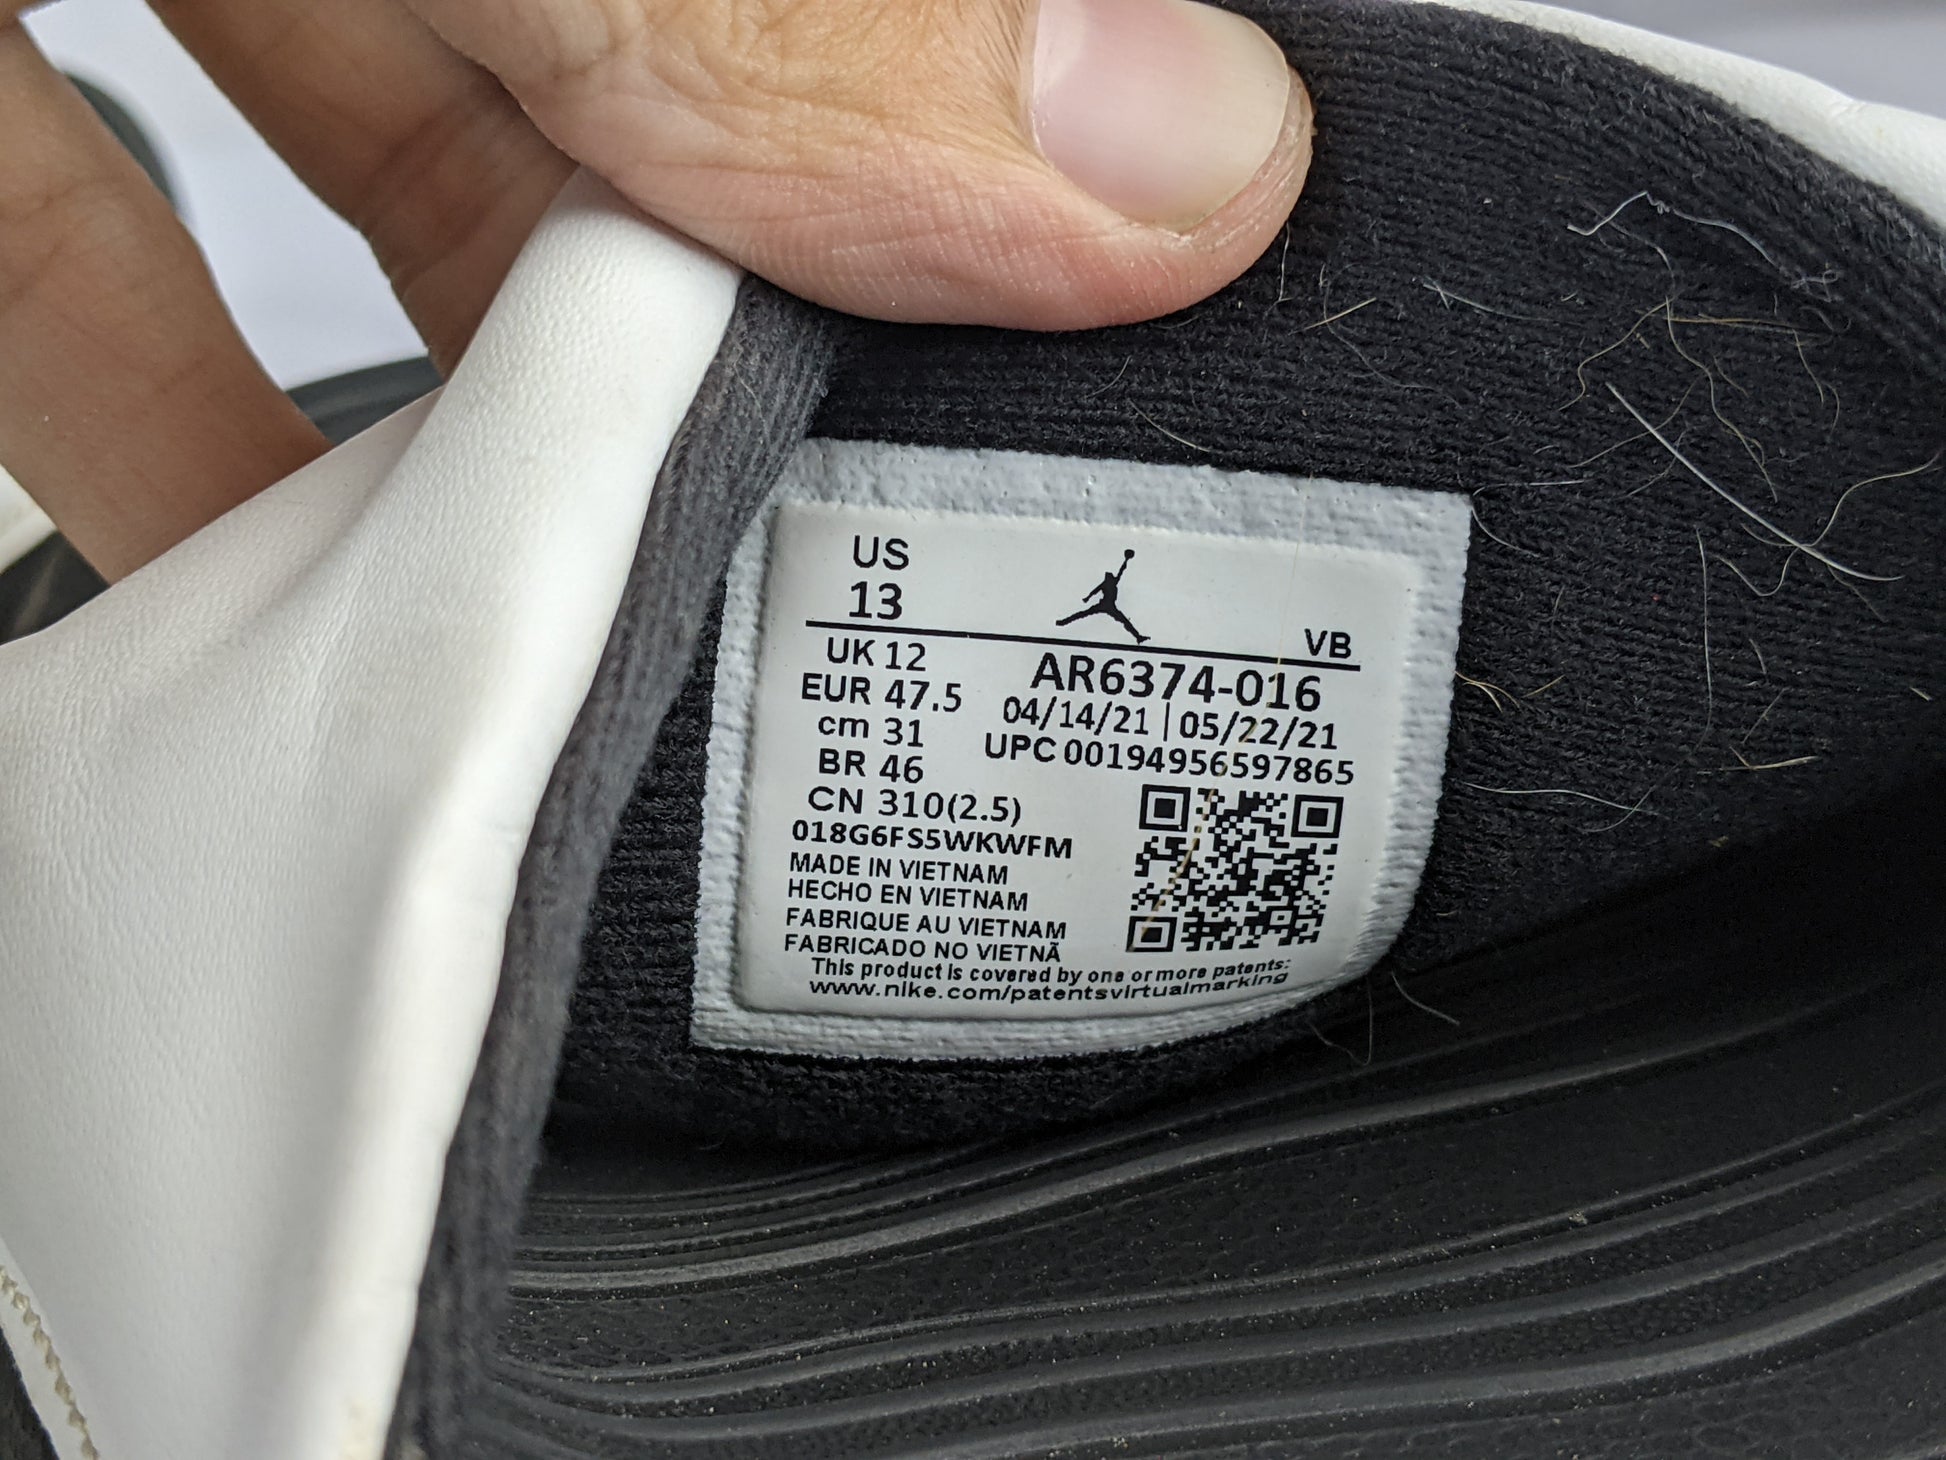 US
13
VB
UK 12
EUR 47.5
cm 31
BR 46
CN 310(2.5)
AR6374-016
04/14/21 | 05/22/21
UPC 00194956597865
018G6FS5WKWFM
MADE IN VIETNAM
HECHO EN VIETNAM
FABRIQUE AU VIETNAM
FABRICADO NO VIETNÃ
This product is covered by one or more patents:
www.nike.com/patentsvirtualmarking